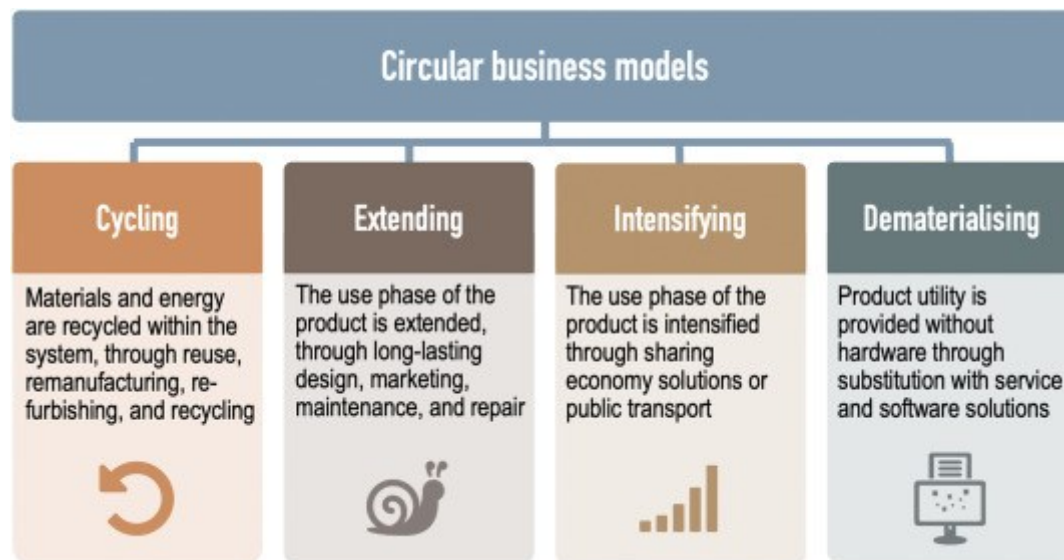 Circular business models
Cycling
Materials and energy
are recycled within the
system, through reuse,
remanufacturing, re-
furbishing, and recycling
Extending
The use phase of the
product is extended,
through long-lasting
design, marketing,
maintenance, and repair
Intensifying
The use phase of the
product is intensified
through sharing
economy solutions or
public transport
Dematerialising
Product utility is
provided without
hardware through
substitution with service
and software solutions